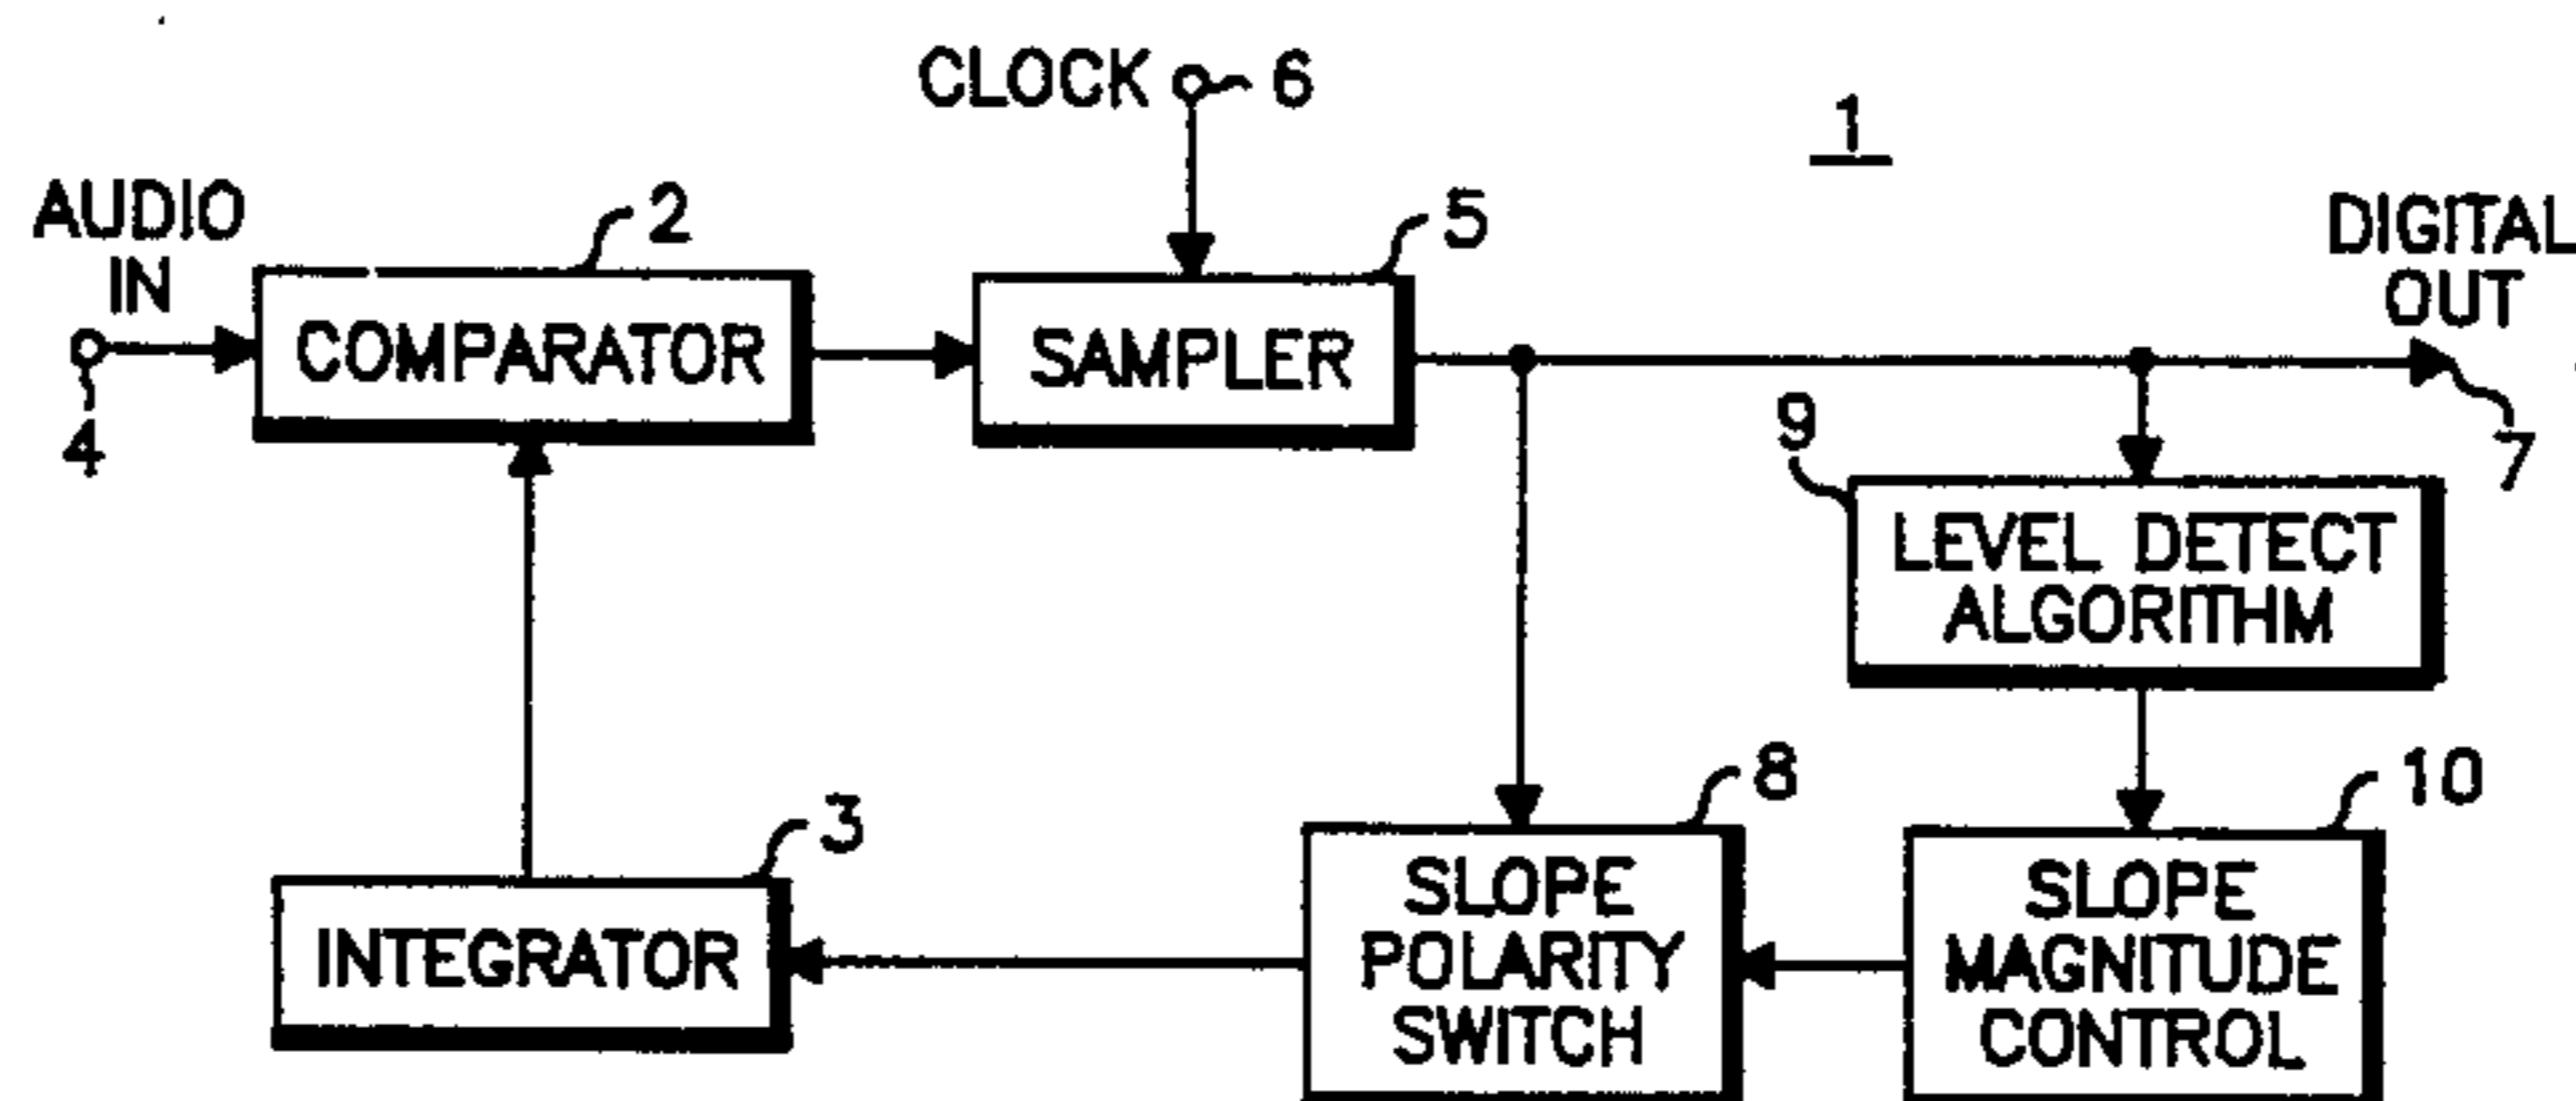 CLOCK 6
1
AUDIO
IN
2
5
DIGITAL
OUT
COMPARATOR
SAMPLER
4
9
7
LEVEL DETECT
ALGORITHM
3
8
10
INTEGRATOR
SLOPE
POLARITY
SWITCH
SLOPE
MAGNITUDE
CONTROL